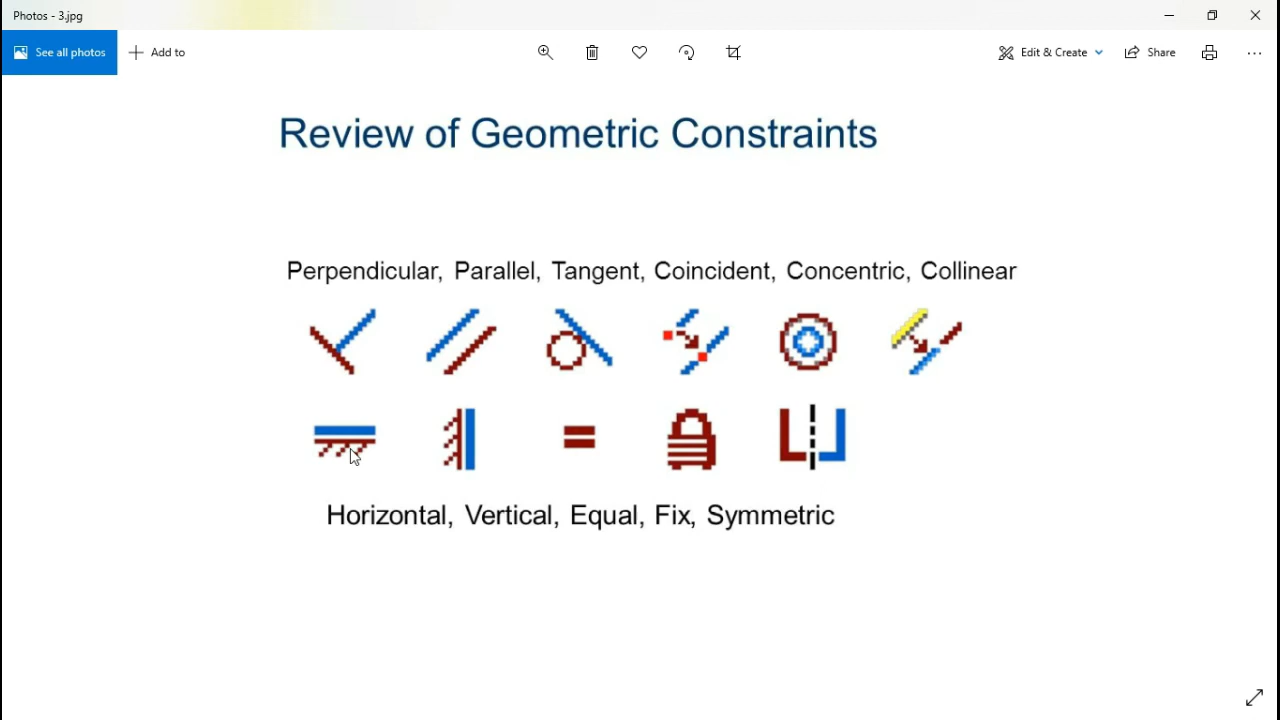 Photos - 3.jpg
See all photos
Add to
Edit & Create
Share
Review of Geometric Constraints
Perpendicular, Parallel, Tangent, Coincident, Concentric, Collinear
Horizontal, Vertical, Equal, Fix, Symmetric